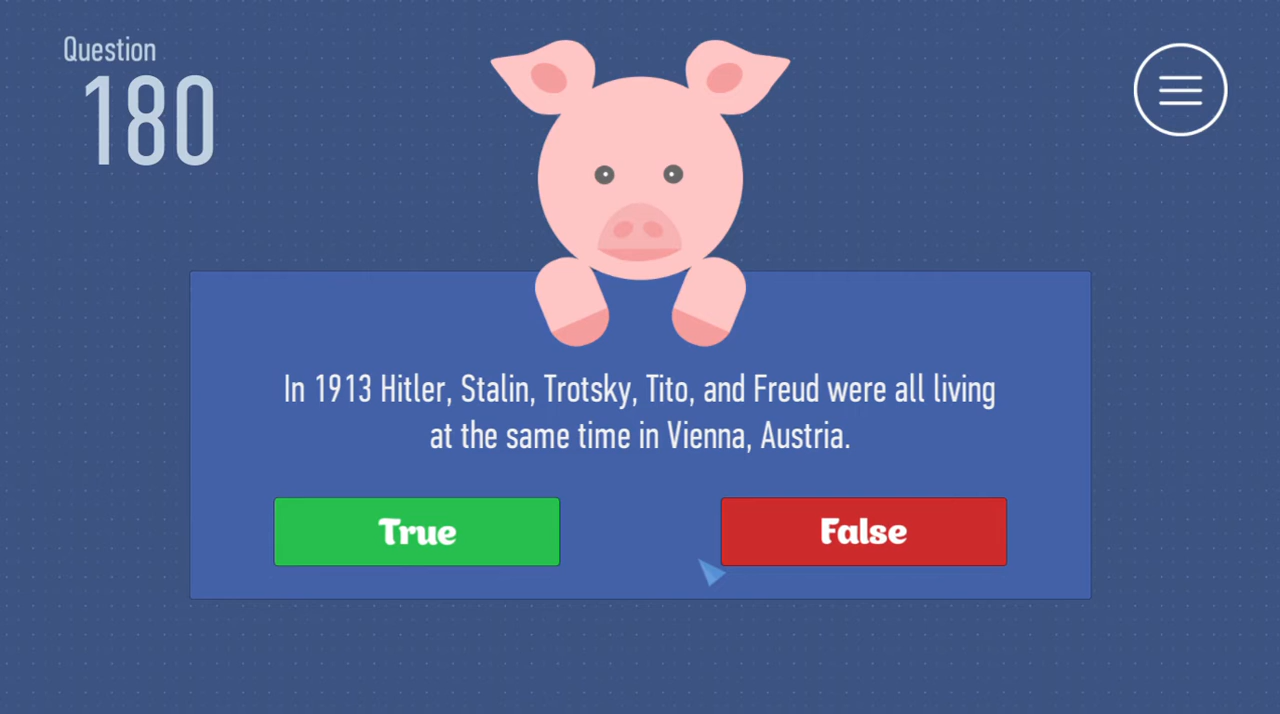 Question
180
In 1913 Hitler, Stalin, Trotsky, Tito, and Freud were all living
at the same time in Vienna, Austria.
True
False